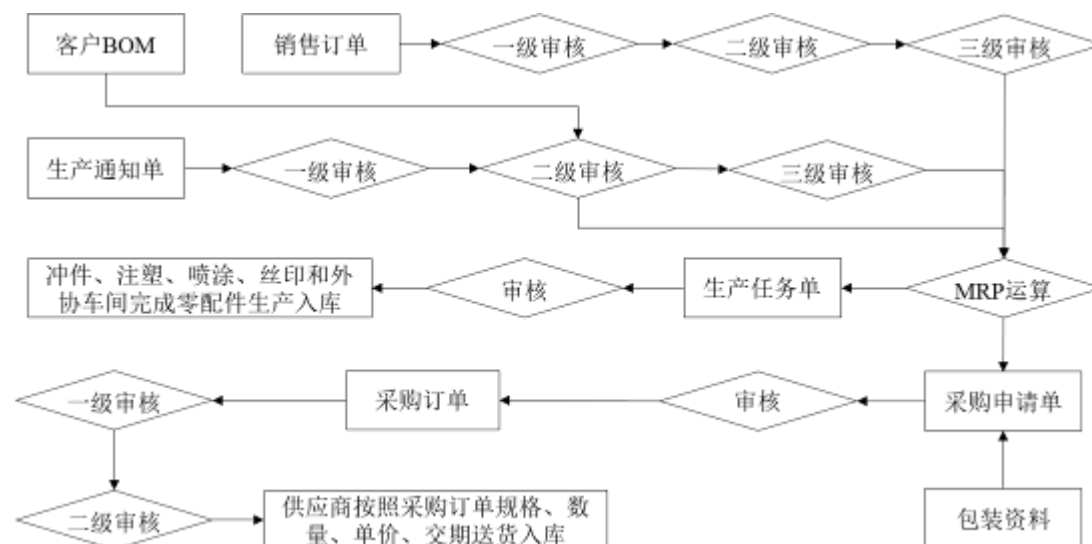 客户BOM
销售订单
一级审核
二级审核
三级审核
生产通知单
一级审核
二级审核
三级审核
冲件、注塑、喷涂、丝印和外
协车间完成零配件生产入库
审核
生产任务单
MRP运算
一级审核
采购订单
审核
采购申请单
二级审核
供应商按照采购订单规格、数
量、单价、交期送货入库
包装资料